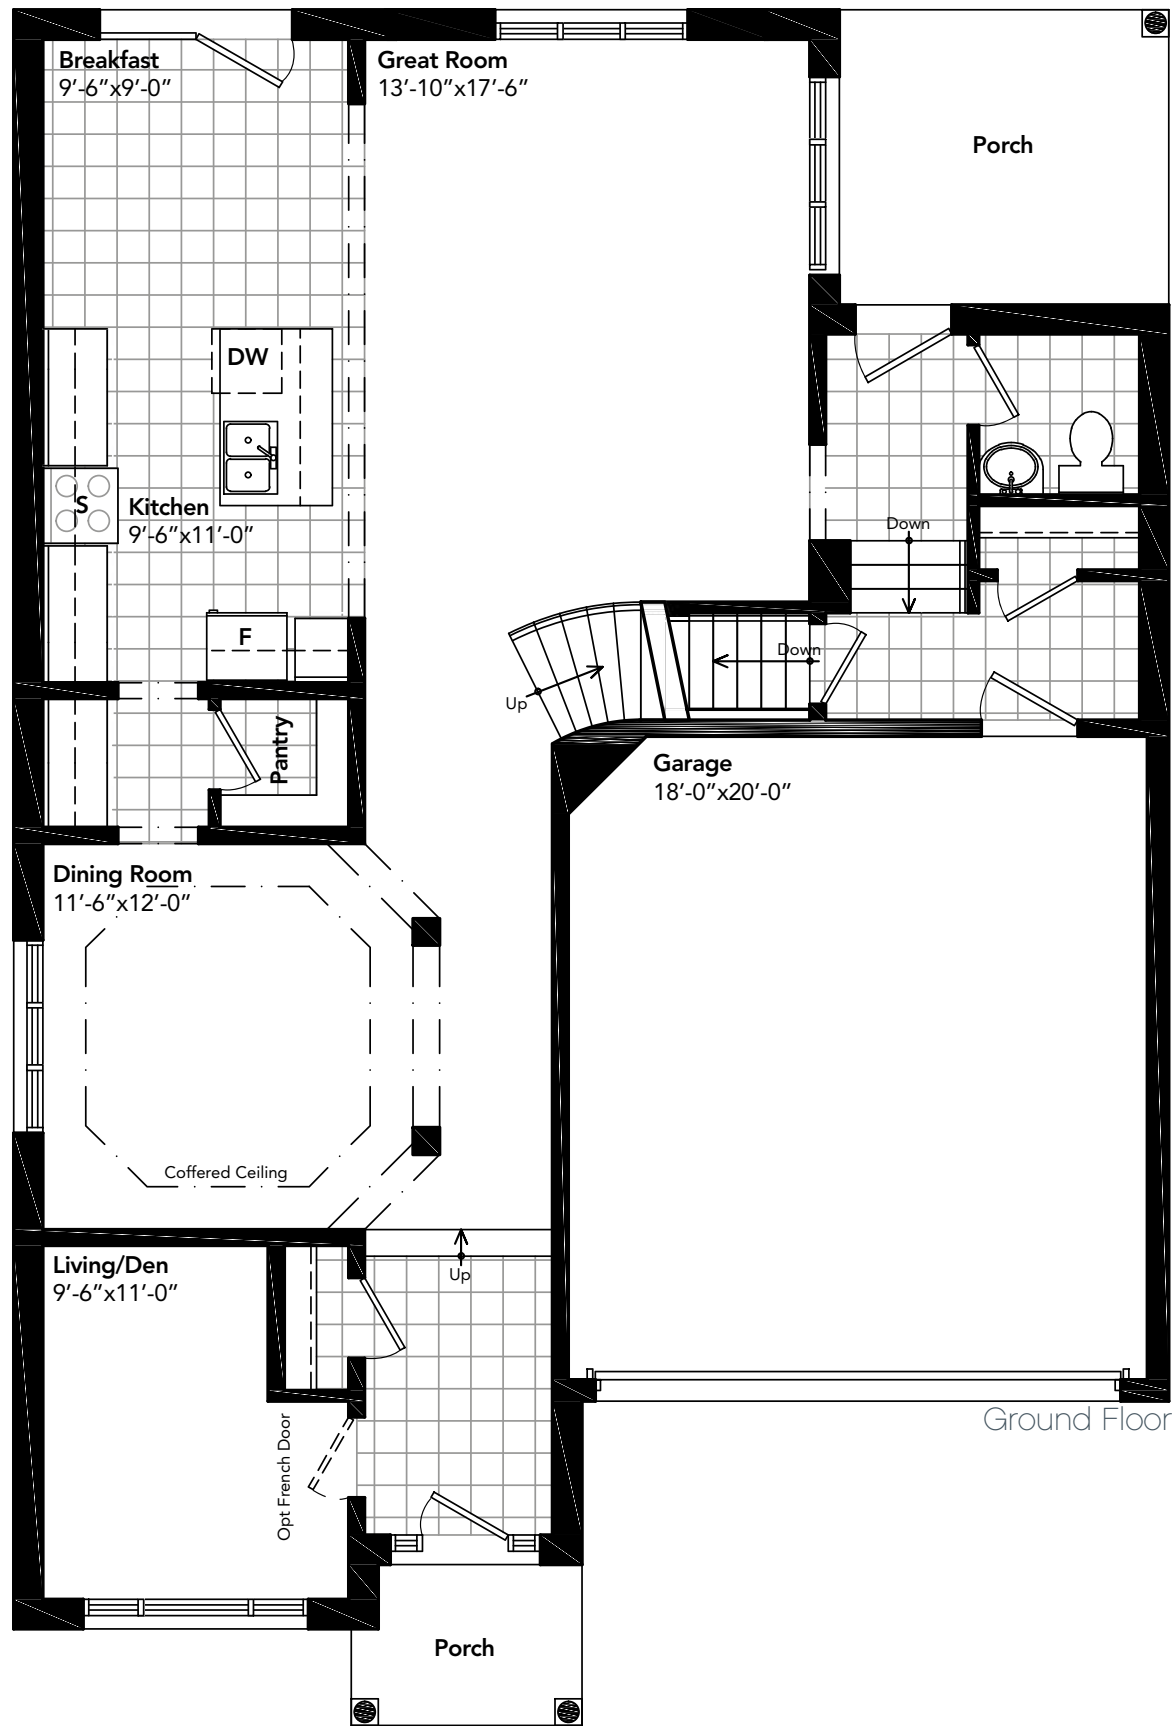 Breakfast
9'-6"x9'-0"
Great Room
13'-10"x17'-6"
Porch
DW
S
Kitchen
9'-6"x11'-0"
Down
F
Down
Up
Pantry
Garage
18'-0"x20'-0"
Dining Room
11'-6"x12'-0"
Coffered Ceiling
Living/Den
9'-6"x11'-0"
Up
Ground Floor
Opt French Door
Porch